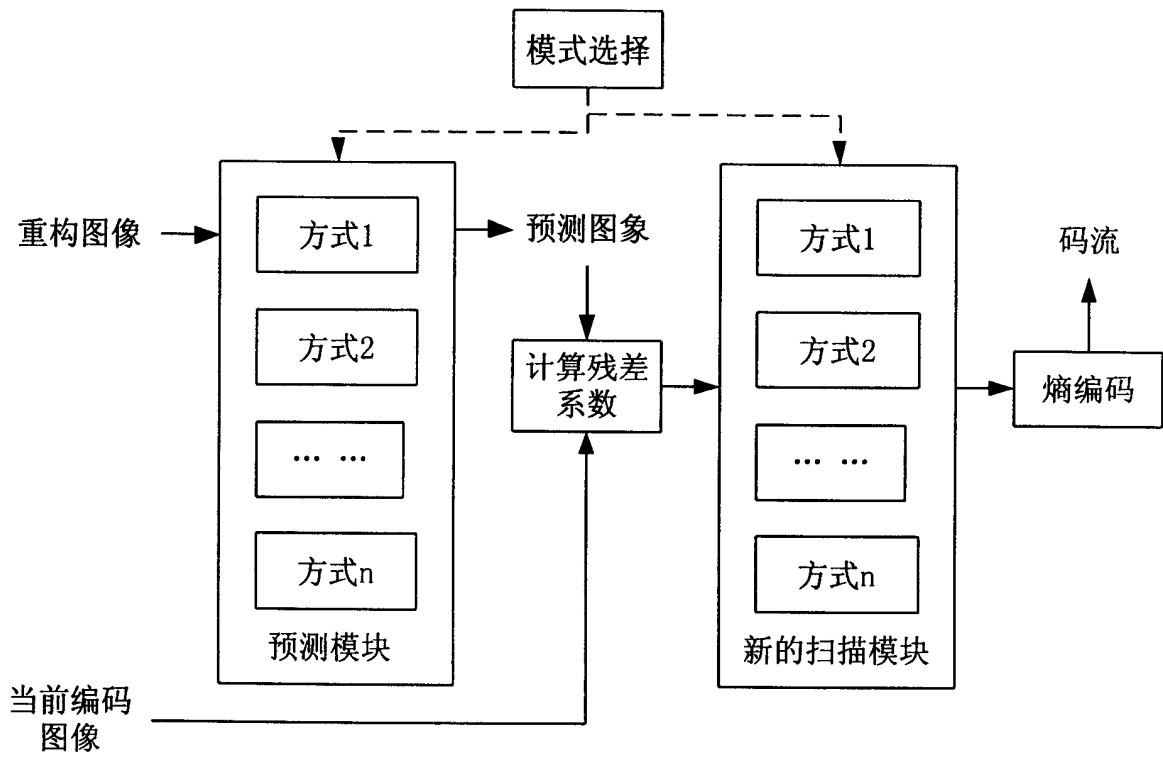 模式选择
重构图像
方式1
方式2
… …
方式n
预测模块
预测图象
计算残差
系数
当前编码
图像
方式1
方式2
… …
方式n
新的扫描模块
熵编码
码流